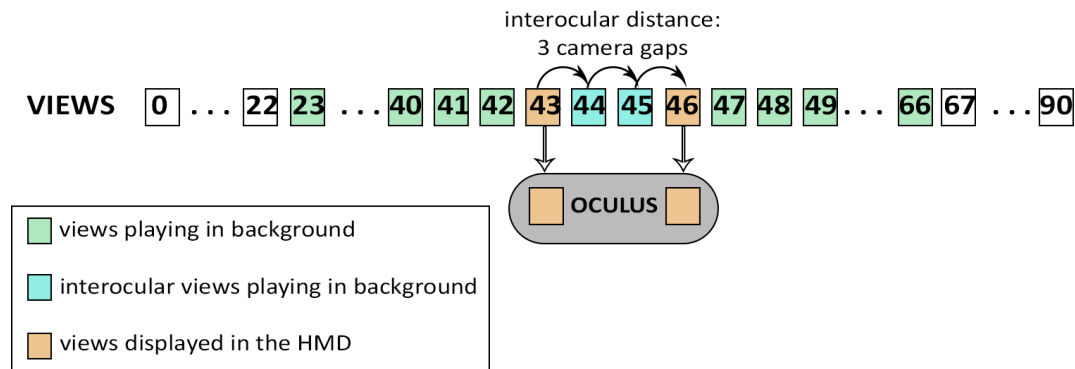 interocular distance:
3 camera gaps
VIEWS 0 ... 22 23 ... 40 41 42 43 44 45 46 47 48 49 ... 66 67 ... 90
OCULUS
views playing in background
interocular views playing in background
views displayed in the HMD